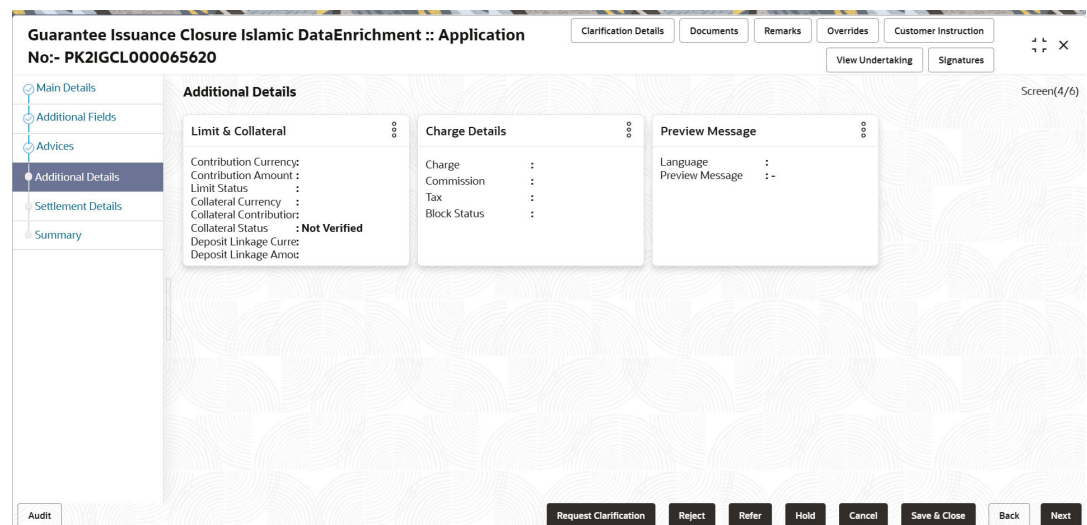 Guarantee Issuance Closure Islamic DataEnrichment :: Application
No:- PK2IGCL000065620
Clarification Details
Documents
Remarks
Overrides
Customer Instruction
View Undertaking
Signatures
Main Details
Additional Fields
Advices
Additional Details
Settlement Details
Summary
Additional Details
Screen(4/6)
Limit & Collateral
Contribution Currency:
Contribution Amount :
Limit Status :
Collateral Currency :
Collateral Contribution:
Collateral Status : Not Verified
Deposit Linkage Curre:
Deposit Linkage Amou:
Charge Details
Charge :
Commission :
Tax :
Block Status :
Preview Message
Language :
Preview Message : -
Audit
Request Clarification
Reject
Refer
Hold
Cancel
Save & Close
Back
Next